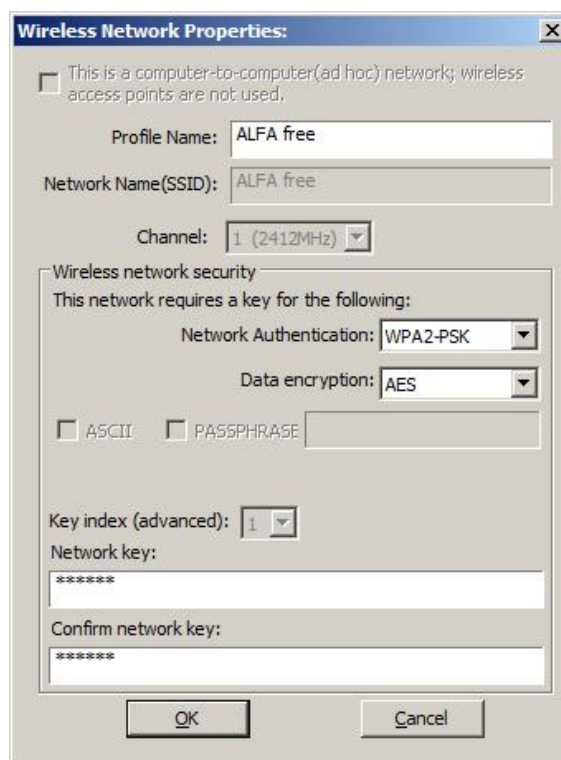 Wireless Network Properties:
This is a computer-to-computer(ad hoc) network; wireless
access points are not used.
Profile Name: ALFA free
Network Name(SSID): ALFA free
Channel: 1 (2412MHz)
Wireless network security
This network requires a key for the following:
Network Authentication: WPA2-PSK
Data encryption: AES
ASCII PASSPHRASE
Key index (advanced): 1
Network key:
******
Confirm network key:
******
OK Cancel